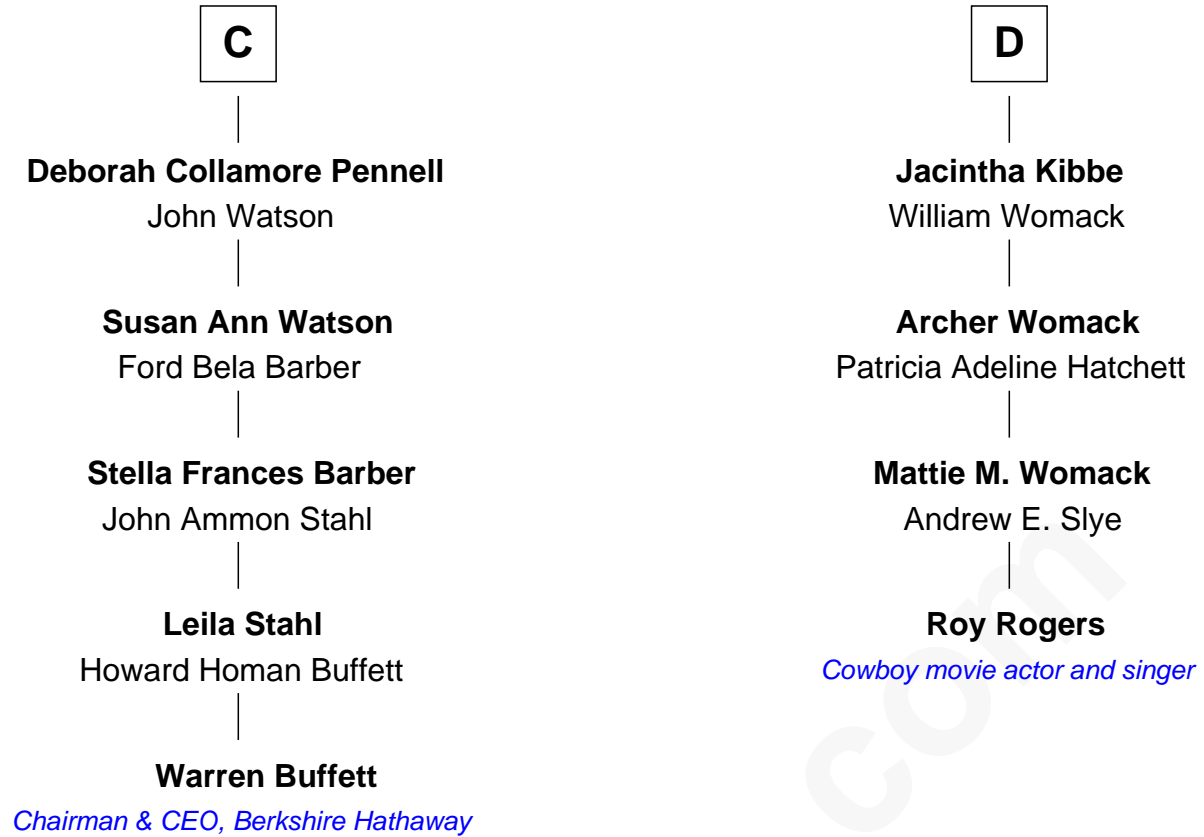 C
Deborah Collamore Pennell
John Watson
Susan Ann Watson
Ford Bela Barber
Stella Frances Barber
John Ammon Stahl
Leila Stahl
Howard Homan Buffett
Warren Buffett
Chairman & CEO, Berkshire Hathaway
D
Jacintha Kibbe
William Womack
Archer Womack
Patricia Adeline Hatchett
Mattie M. Womack
Andrew E. Slye
Roy Rogers
Cowboy movie actor and singer
com